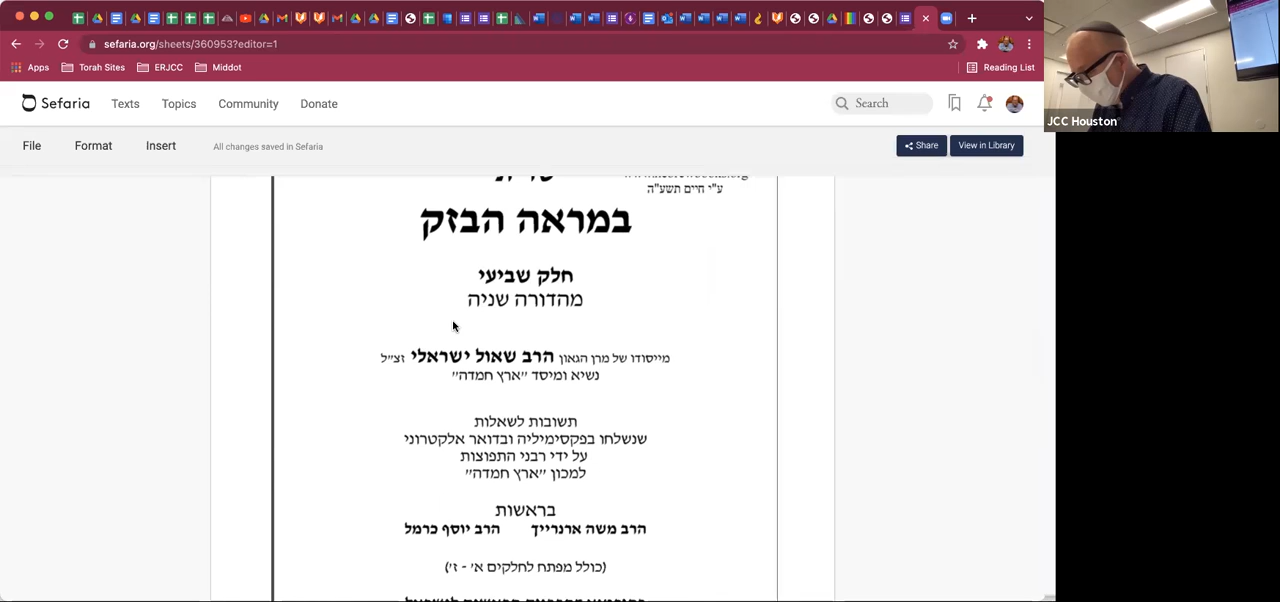 sefaria.org/sheets/360953?editor=1
Apps Torah Sites ERJCC Middot Reading List
Sefaria Texts Topics Community Donate Search
File Format Insert All changes saved in Sefaria Share View in Library
JCC Houston
ע"י חיים תשע"ה
במראה הבזק
חלק שביעי
מהדורה שניה
מייסודו של מרן הגאון הרב שאול ישראלי זצ"ל
נשיא ומיסד "ארץ חמדה"
תשובות לשאלות
שנשלחו בפקסימיליה ובדואר אלקטרוני
על ידי רבני התפוצות
למכון "ארץ חמדה"
בראשות
הרב משה ארנרייך הרב יוסף כרמל
(כולל מפתח לחלקים א' - ז')